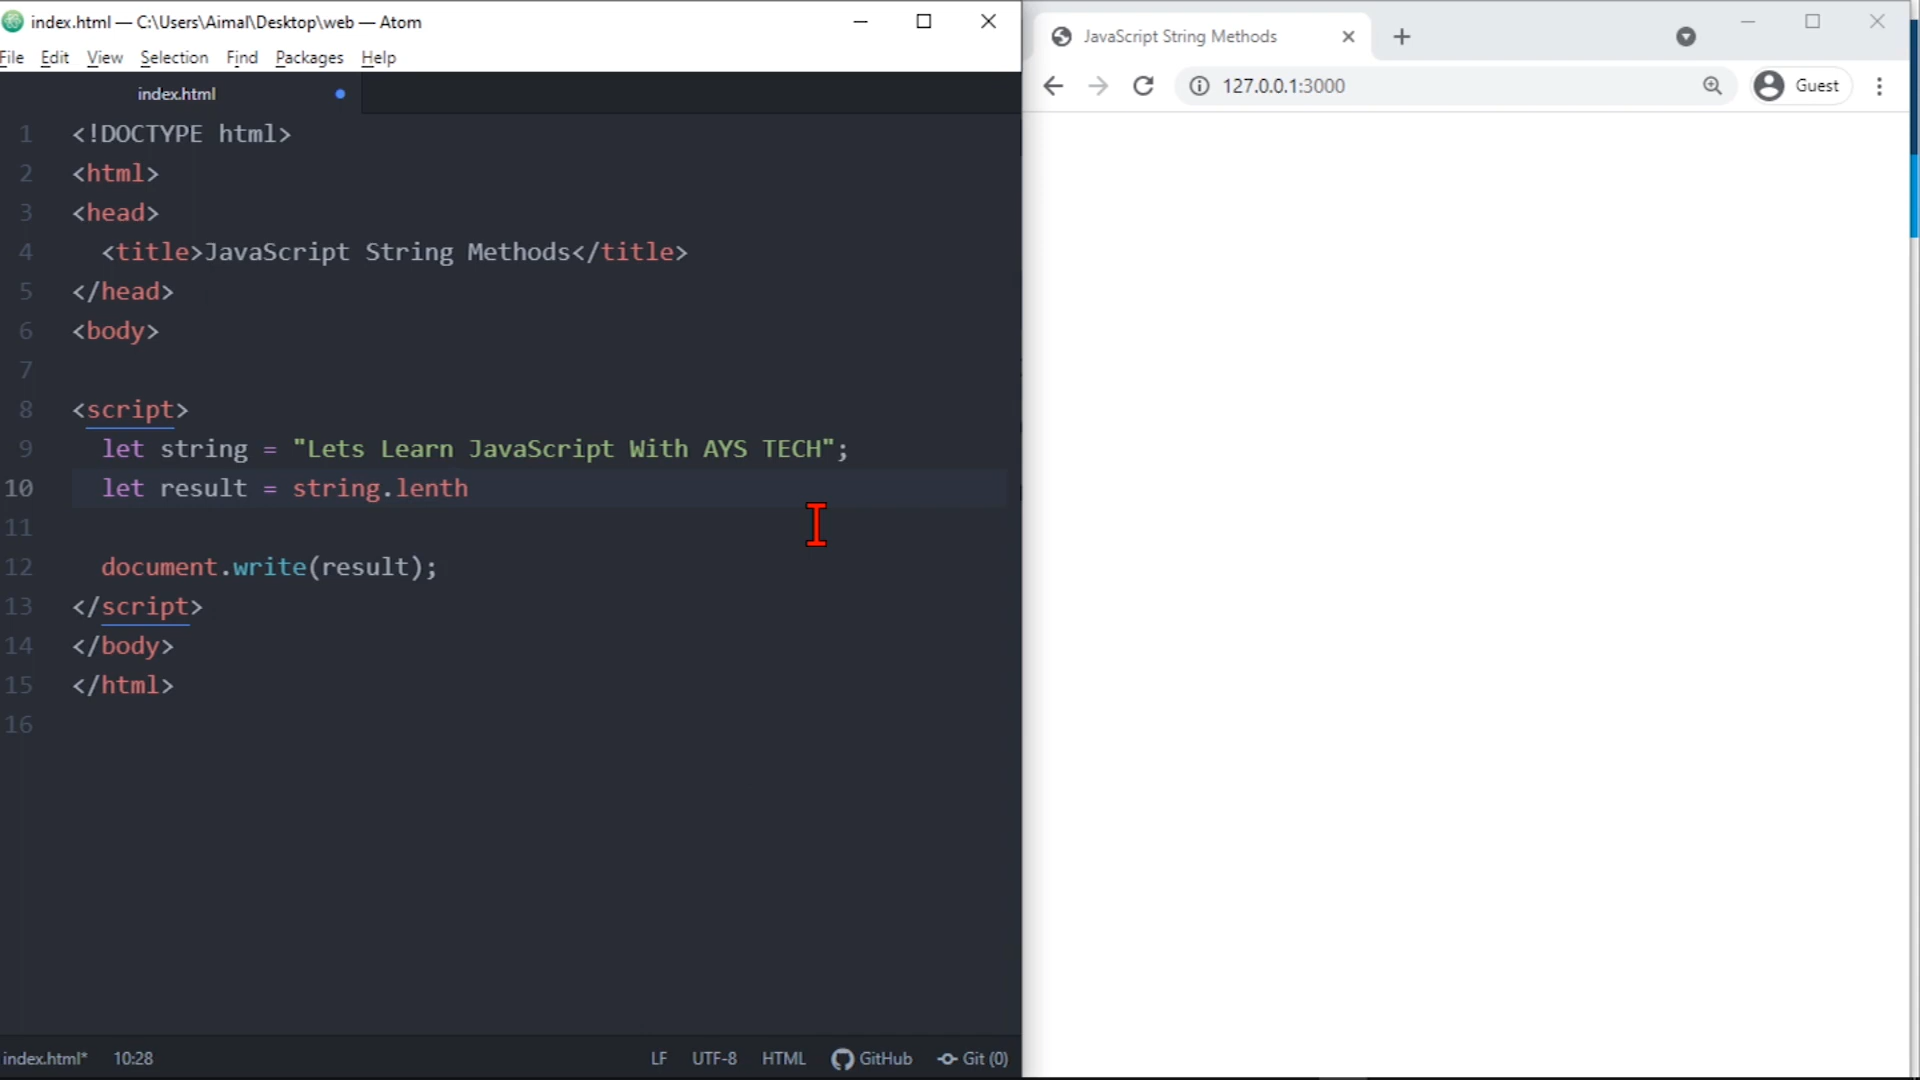 index.html — C:\Users\Aimal\Desktop\web — Atom
File Edit View Selection Find Packages Help
index.html
1 <!DOCTYPE html>
2 <html>
3 <head>
4 <title>JavaScript String Methods</title>
5 </head>
6 <body>
7
8 <script>
9 let string = "Lets Learn JavaScript With AYS TECH";
10 let result = string.lenth
11
12 document.write(result);
13 </script>
14 </body>
15 </html>
16
index.html* 10:28 LF UTF-8 HTML GitHub Git (0)
JavaScript String Methods
127.0.0.1:3000 Guest